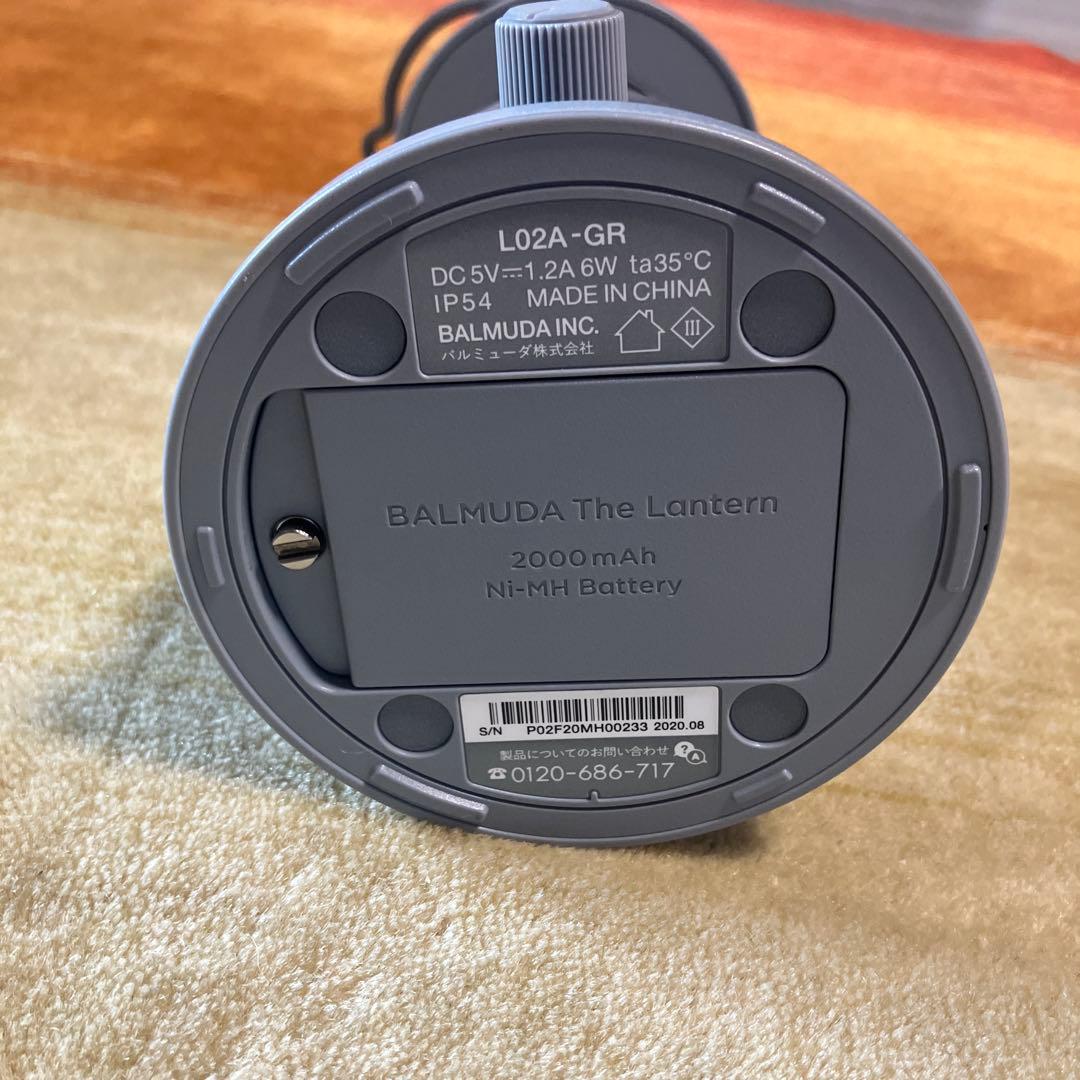 L02A-GR
DC 5V⎓1.2A 6W ta35°C
IP54 MADE IN CHINA
BALMUDA INC.
バルミューダ株式会社
III
BALMUDA The Lantern
2000mAh
Ni-MH Battery
S/N P02F20MH00233 2020.08
製品についてのお問い合わせ ? A
☎ 0120-686-717